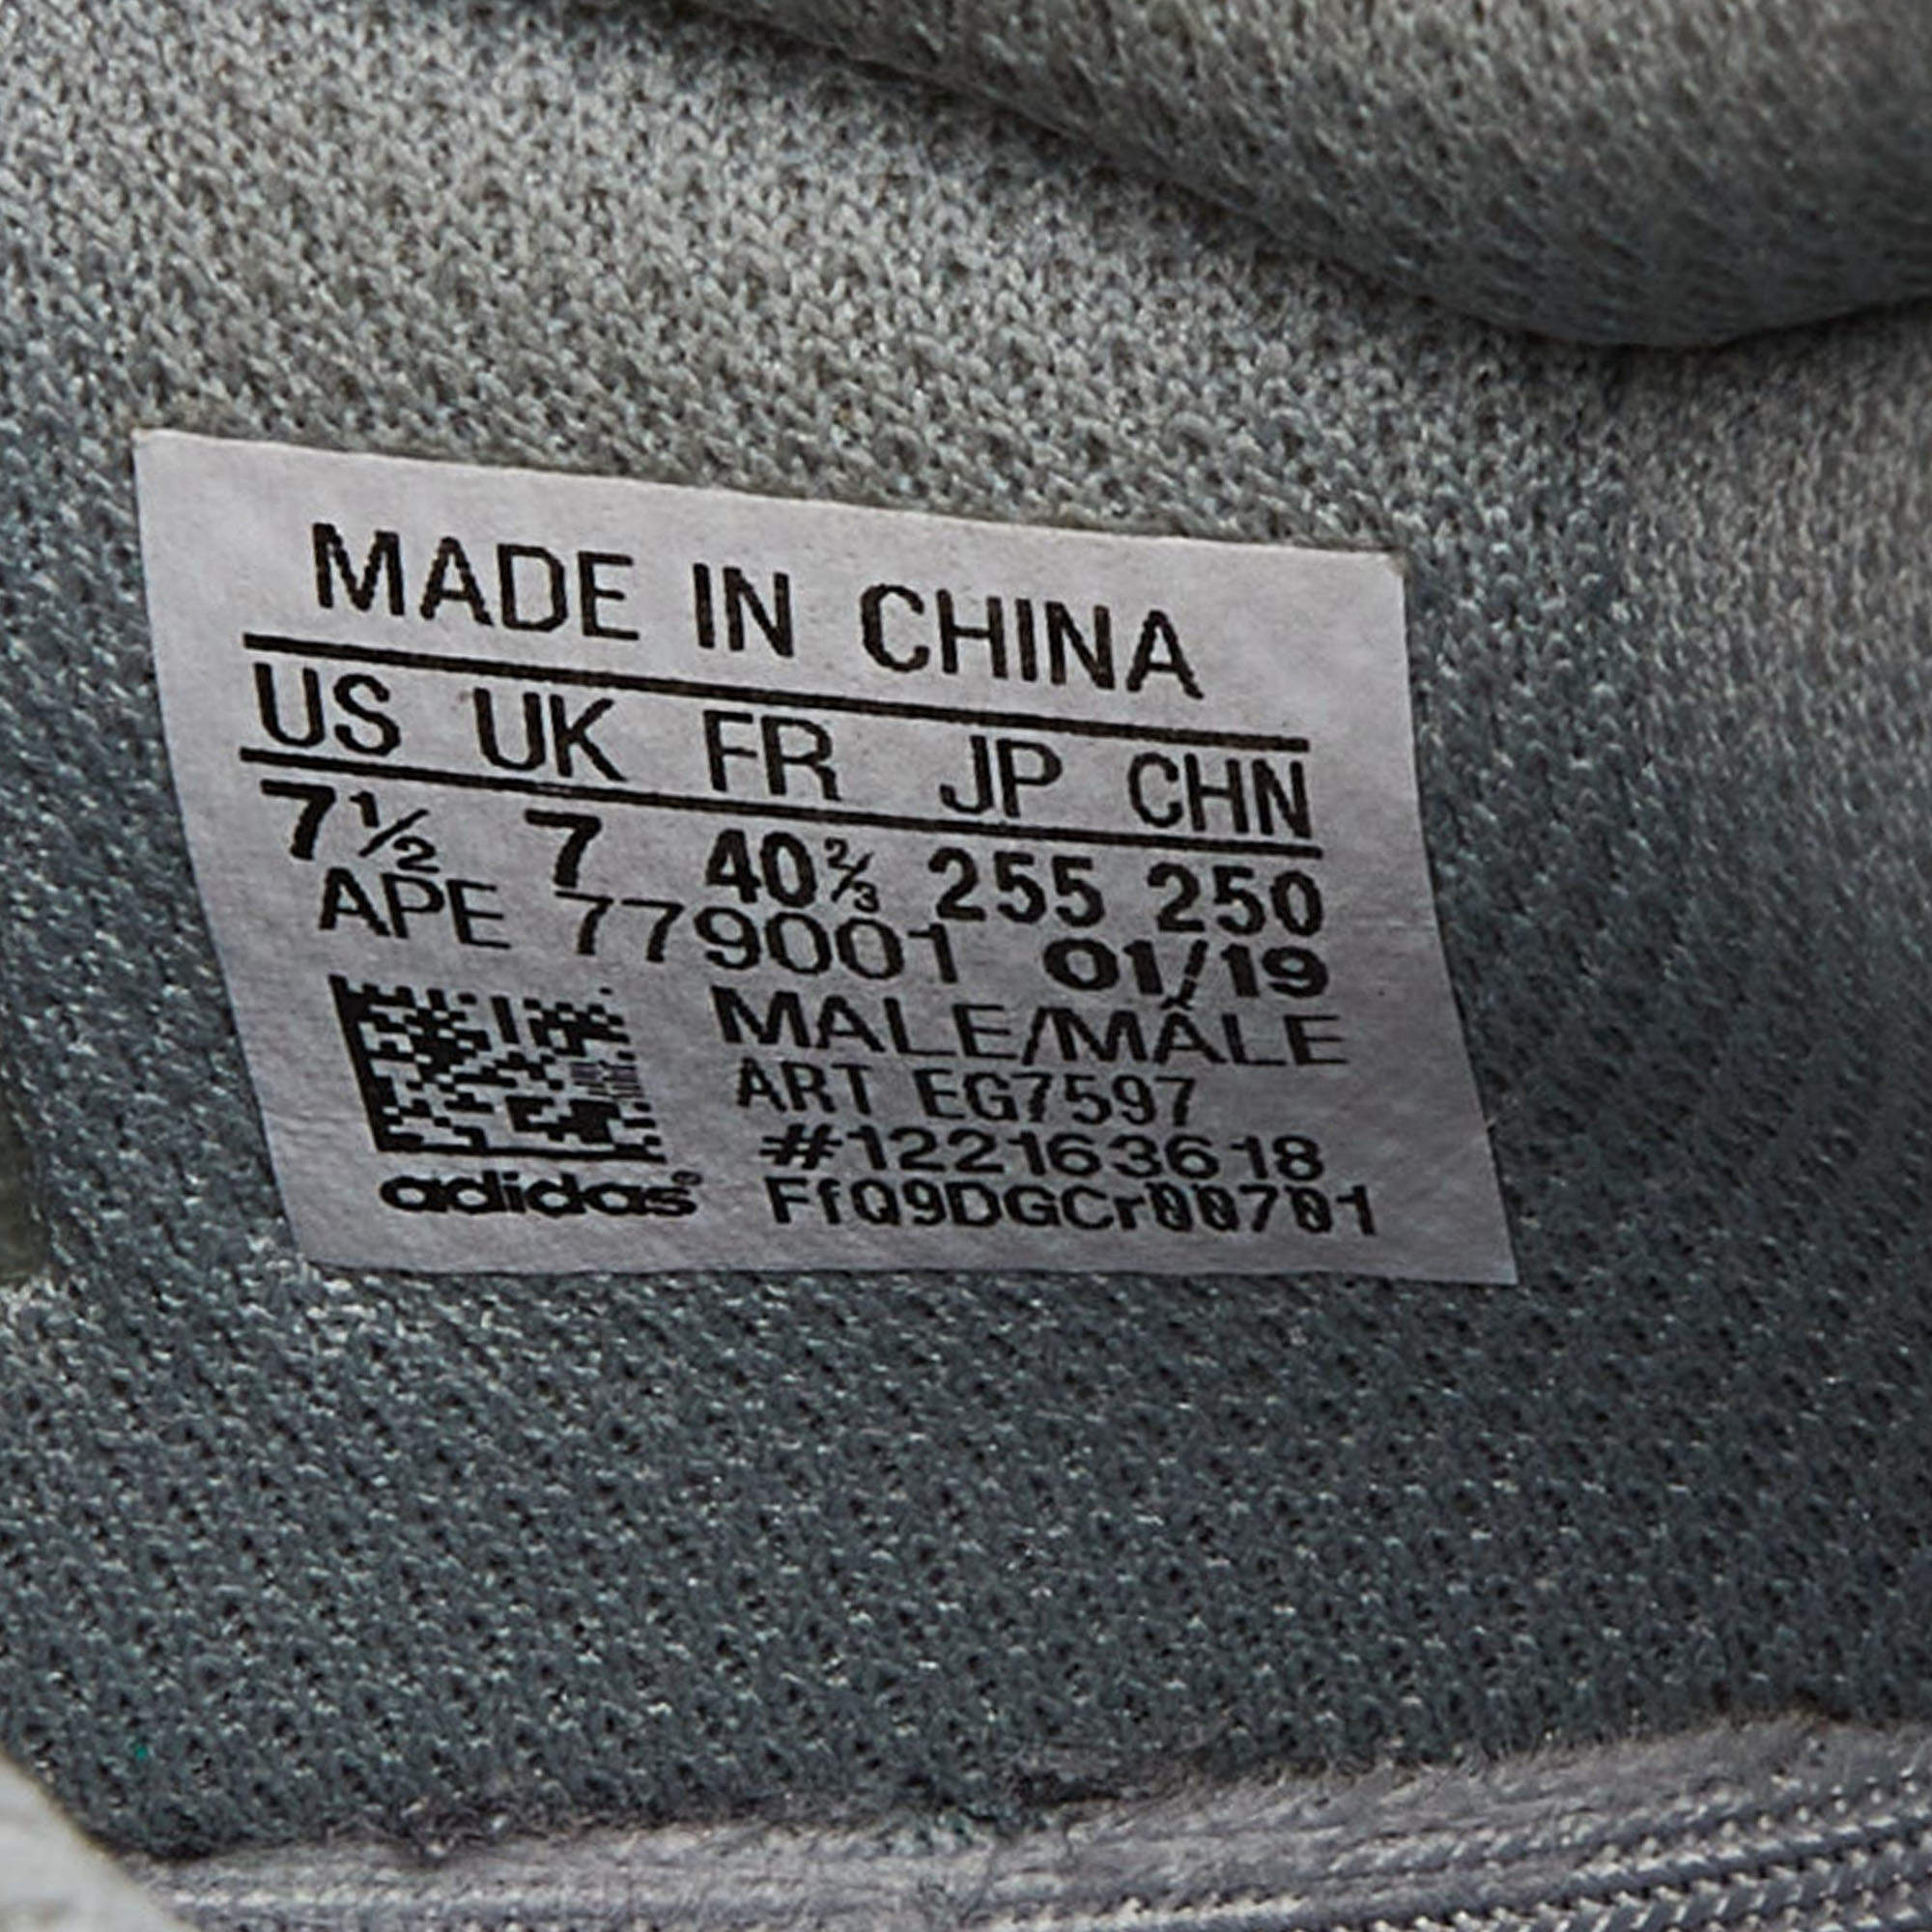 MADE IN CHINA
US UK FR JP CHN
7½ 7 40⅔ 255 250
APE 779001 01/19
MALE/MÂLE
ART EG7597
#122163618
adidas® FfQ9DGCr00701